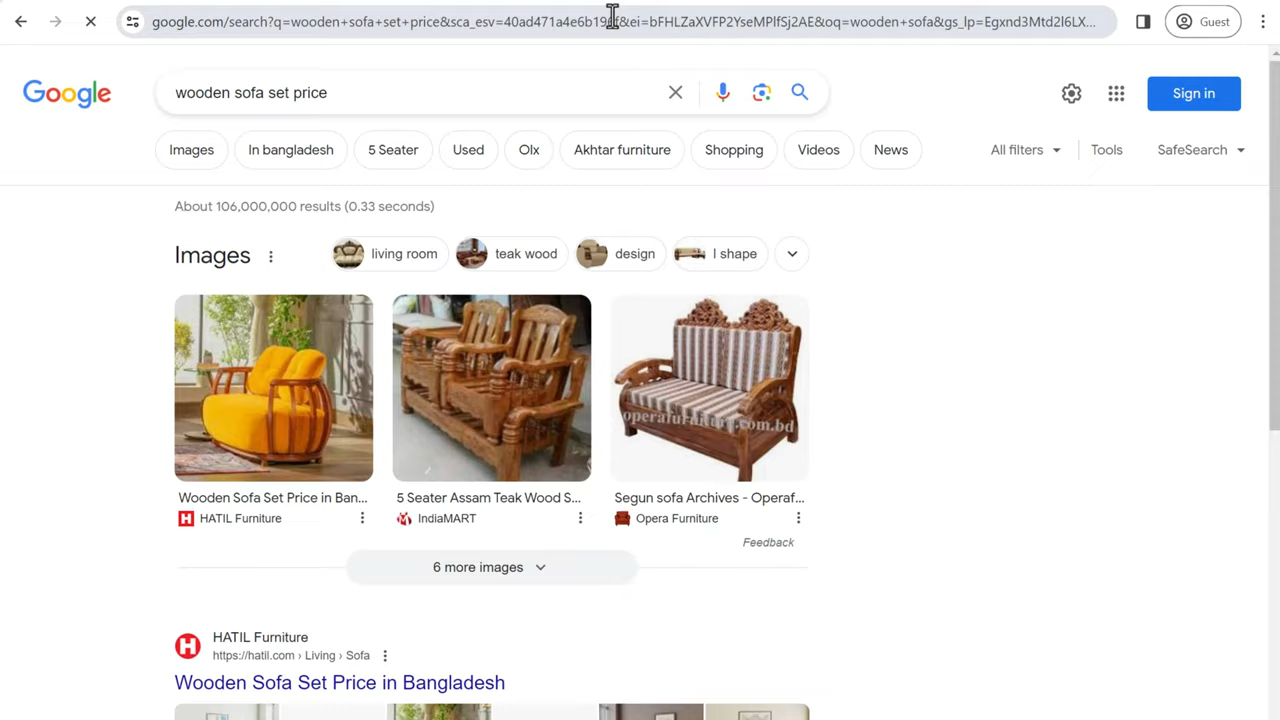 google.com/search?q=wooden+sofa+set+price&sca_esv=40ad471a4e6b19 &ei=bFHLZaXVFP2YseMPlfSj2AE&oq=wooden+sofa&gs_lp=Egxnd3Mtd2l6LX...
Guest
Google
wooden sofa set price
Sign in
Images
In bangladesh
5 Seater
Used
Olx
Akhtar furniture
Shopping
Videos
News
All filters
Tools
SafeSearch
About 106,000,000 results (0.33 seconds)
Images
living room
teak wood
design
l shape
operafurniture.com.bd
Wooden Sofa Set Price in Ban...
5 Seater Assam Teak Wood S...
Segun sofa Archives - Operaf...
HATIL Furniture
IndiaMART
Opera Furniture
Feedback
6 more images
HATIL Furniture
https://hatil.com › Living › Sofa
Wooden Sofa Set Price in Bangladesh